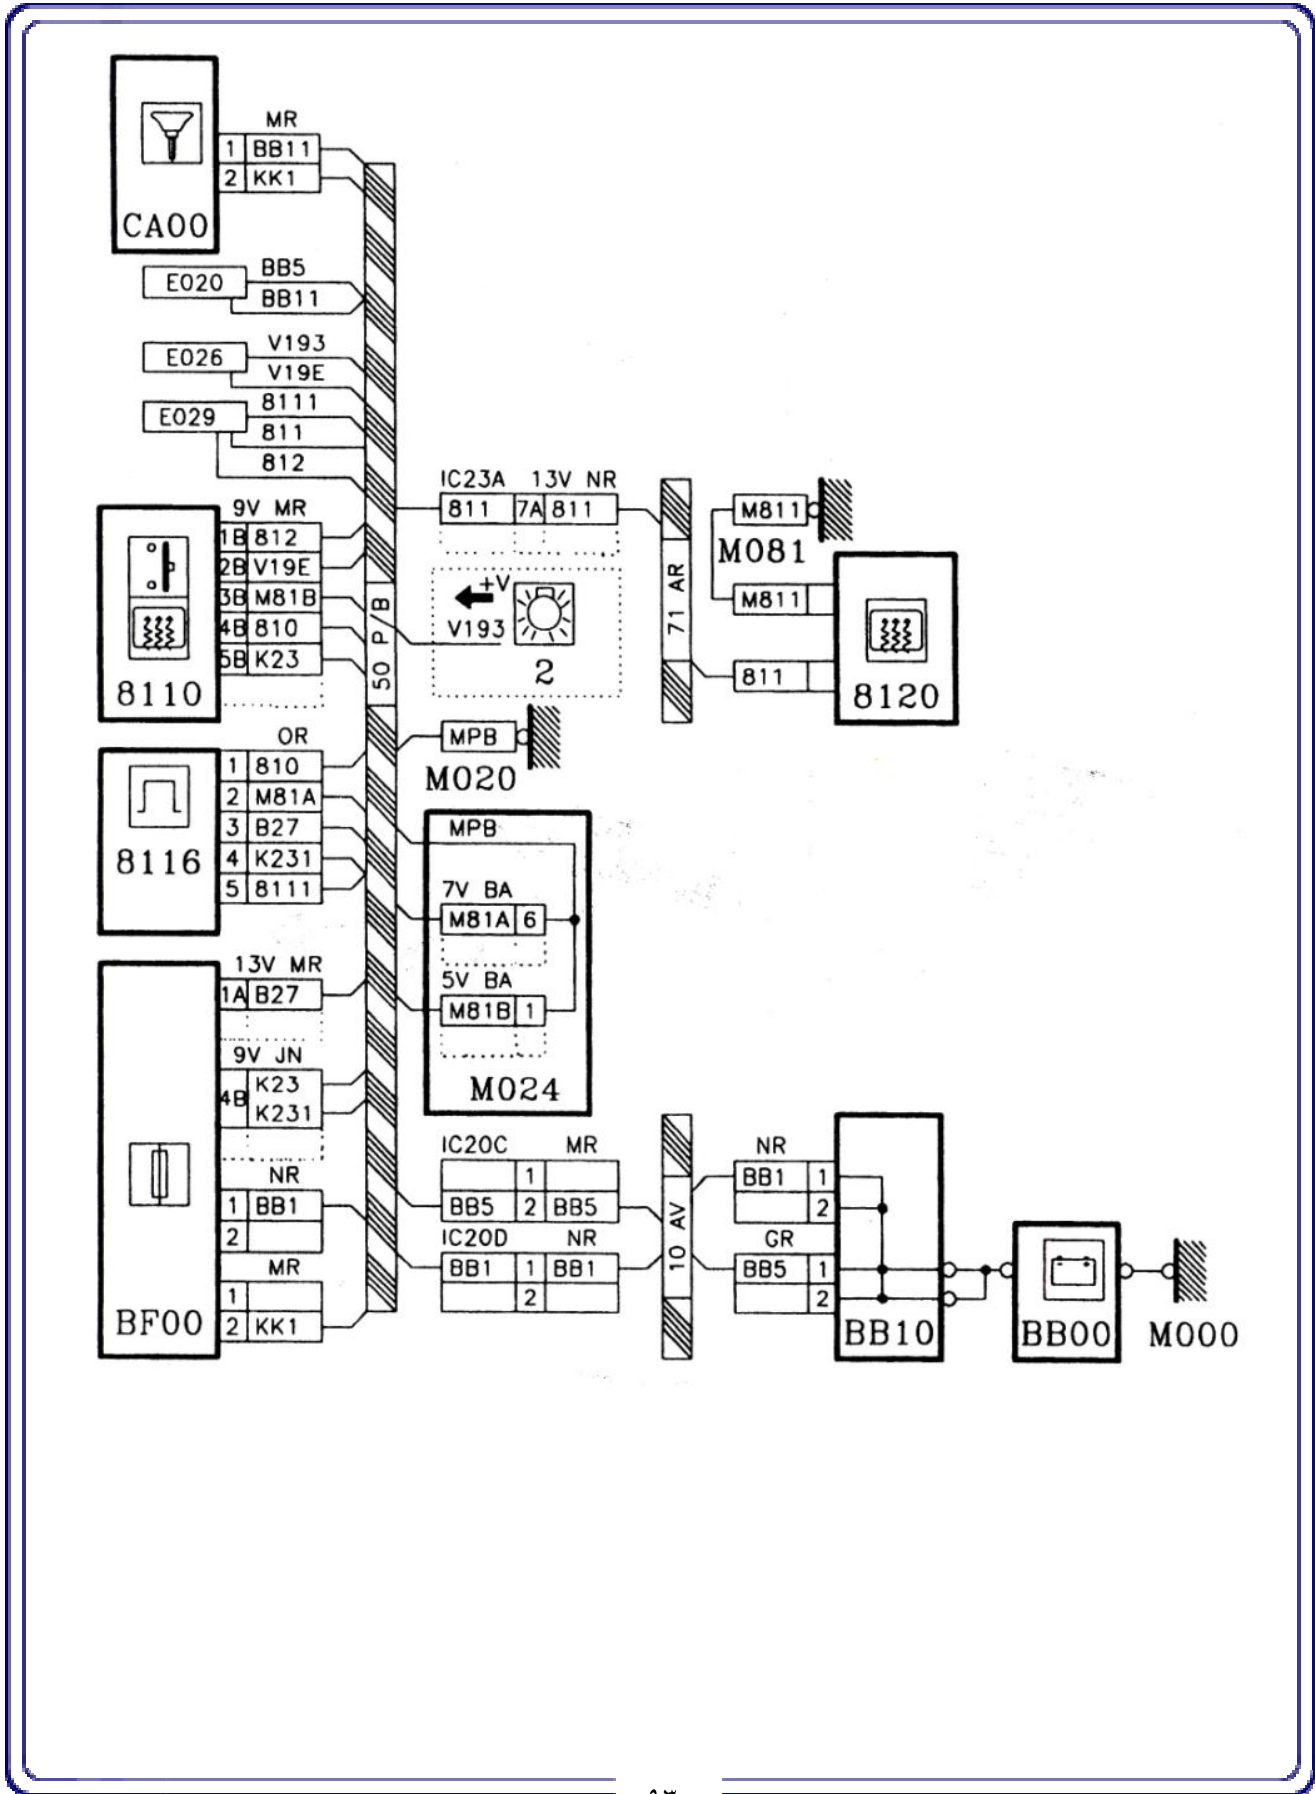 MR
1 BB11
2 KK1
CA00
E020
BB5
BB11
E026
V193
V19E
E029
8111
811
812
9V MR
1B 812
2B V19E
3B M81B
4B 810
5B K23
8110
OR
1 810
2 M81A
3 B27
4 K231
5 8111
8116
13V MR
1A B27
9V JN
4B K23
K231
NR
1 BB1
2
MR
1
2 KK1
BF00
50 P/B
IC23A 13V NR
811 7A 811
+V
V193
2
MPB
M020
MPB
7V BA
M81A 6
5V BA
M81B 1
M024
IC20C MR
1
BB5 2 BB5
IC20D NR
BB1 1 BB1
2
71 AR
M811
M081
M811
811
8120
10 AV
NR
BB1 1
2
GR
BB5 1
2
BB10
BB00
M000